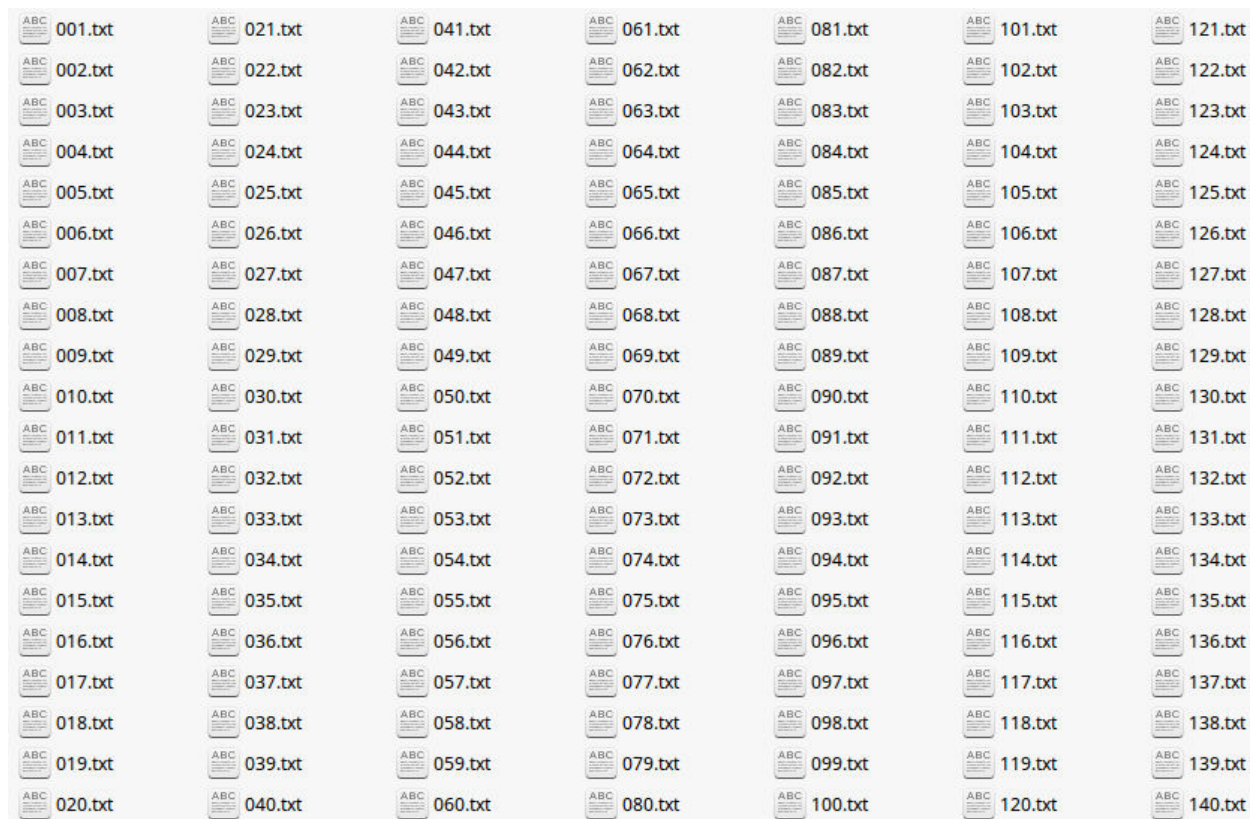 001.txt 021.txt 041.txt 061.txt 081.txt 101.txt 121.txt
002.txt 022.txt 042.txt 062.txt 082.txt 102.txt 122.txt
003.txt 023.txt 043.txt 063.txt 083.txt 103.txt 123.txt
004.txt 024.txt 044.txt 064.txt 084.txt 104.txt 124.txt
005.txt 025.txt 045.txt 065.txt 085.txt 105.txt 125.txt
006.txt 026.txt 046.txt 066.txt 086.txt 106.txt 126.txt
007.txt 027.txt 047.txt 067.txt 087.txt 107.txt 127.txt
008.txt 028.txt 048.txt 068.txt 088.txt 108.txt 128.txt
009.txt 029.txt 049.txt 069.txt 089.txt 109.txt 129.txt
010.txt 030.txt 050.txt 070.txt 090.txt 110.txt 130.txt
011.txt 031.txt 051.txt 071.txt 091.txt 111.txt 131.txt
012.txt 032.txt 052.txt 072.txt 092.txt 112.txt 132.txt
013.txt 033.txt 053.txt 073.txt 093.txt 113.txt 133.txt
014.txt 034.txt 054.txt 074.txt 094.txt 114.txt 134.txt
015.txt 035.txt 055.txt 075.txt 095.txt 115.txt 135.txt
016.txt 036.txt 056.txt 076.txt 096.txt 116.txt 136.txt
017.txt 037.txt 057.txt 077.txt 097.txt 117.txt 137.txt
018.txt 038.txt 058.txt 078.txt 098.txt 118.txt 138.txt
019.txt 039.txt 059.txt 079.txt 099.txt 119.txt 139.txt
020.txt 040.txt 060.txt 080.txt 100.txt 120.txt 140.txt